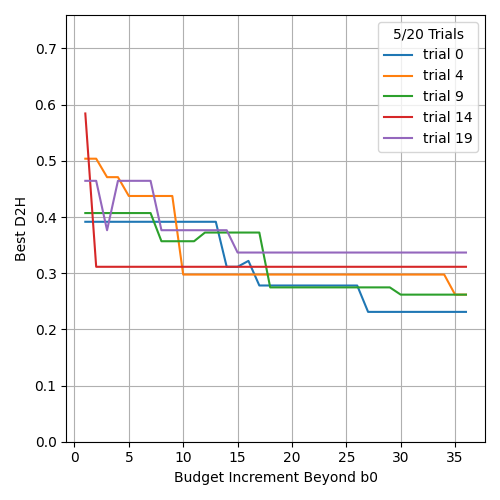 5/20 Trials
trial 0
trial 4
trial 9
trial 14
trial 19
Best D2H
0.7
0.6
0.5
0.4
0.3
0.2
0.1
0.0
0 5 10 15 20 25 30 35
Budget Increment Beyond b0